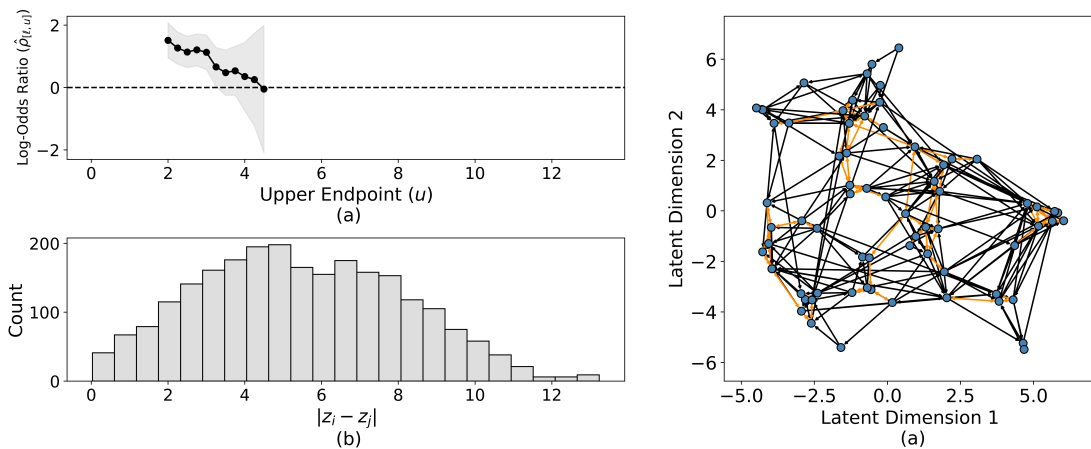 Log-Odds Ratio (ρ̂[ℓ, u])
2
0
−2
0 2 4 6 8 10 12
Upper Endpoint (u)
(a)
Count
200
100
0
0 2 4 6 8 10 12
|zᵢ − zⱼ|
(b)
Latent Dimension 2
6
4
2
0
−2
−4
−6
−5.0 −2.5 0.0 2.5 5.0
Latent Dimension 1
(a)